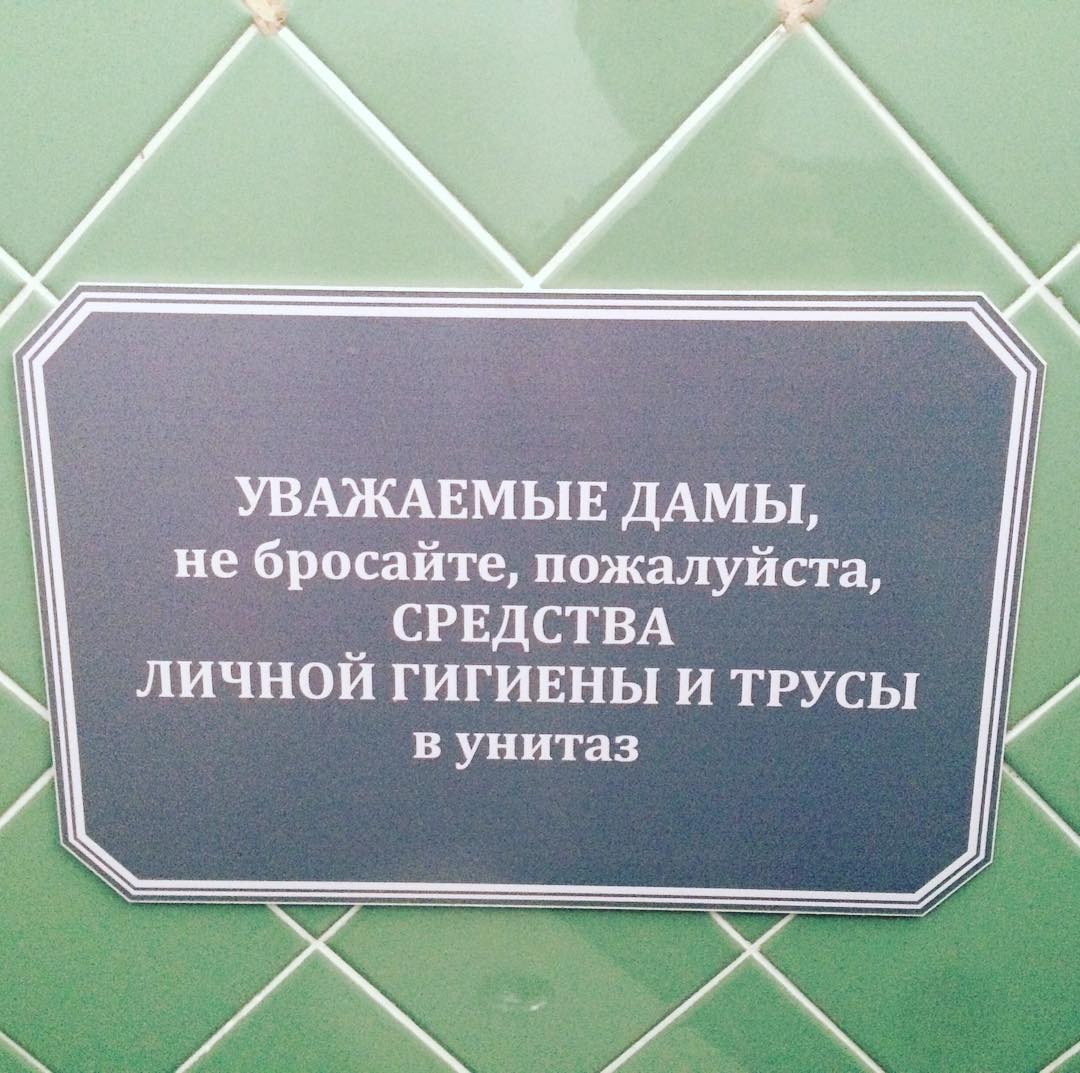 УВАЖАЕМЫЕ ДАМЫ,
не бросайте, пожалуйста,
СРЕДСТВА
ЛИЧНОЙ ГИГИЕНЫ И ТРУСЫ
в унитаз